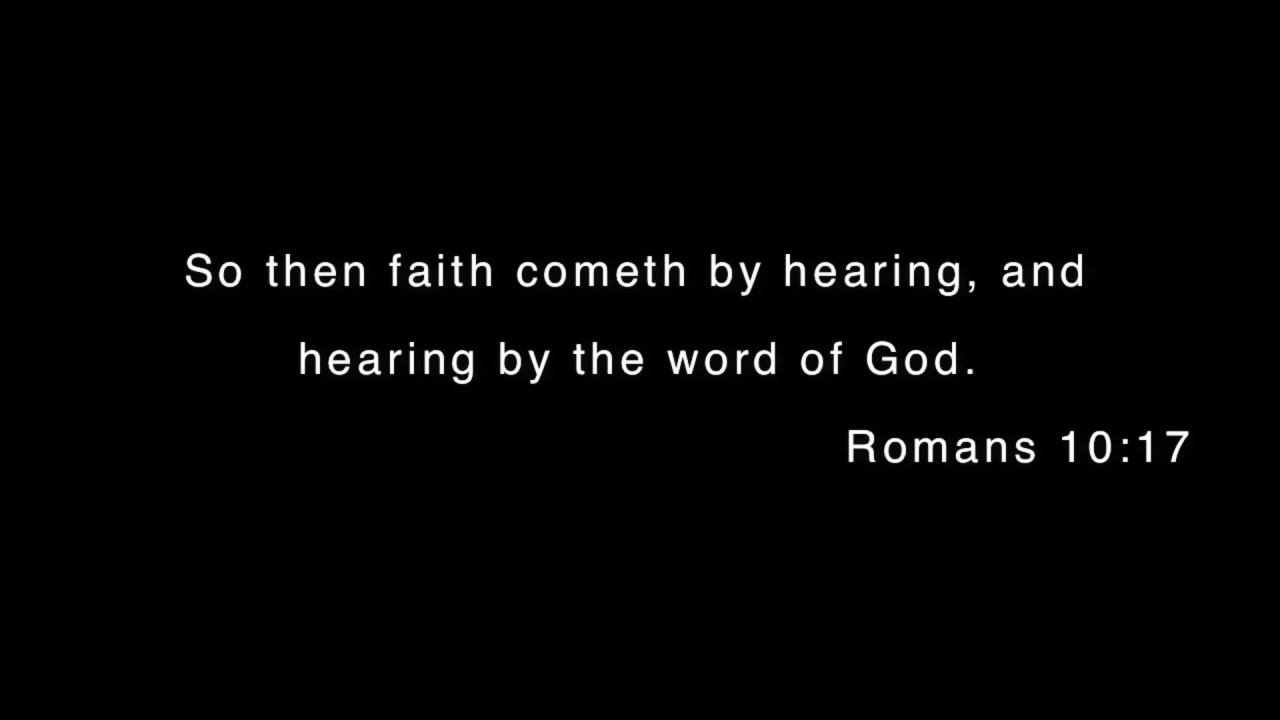 So then faith cometh by hearing, and
hearing by the word of God.
Romans 10:17